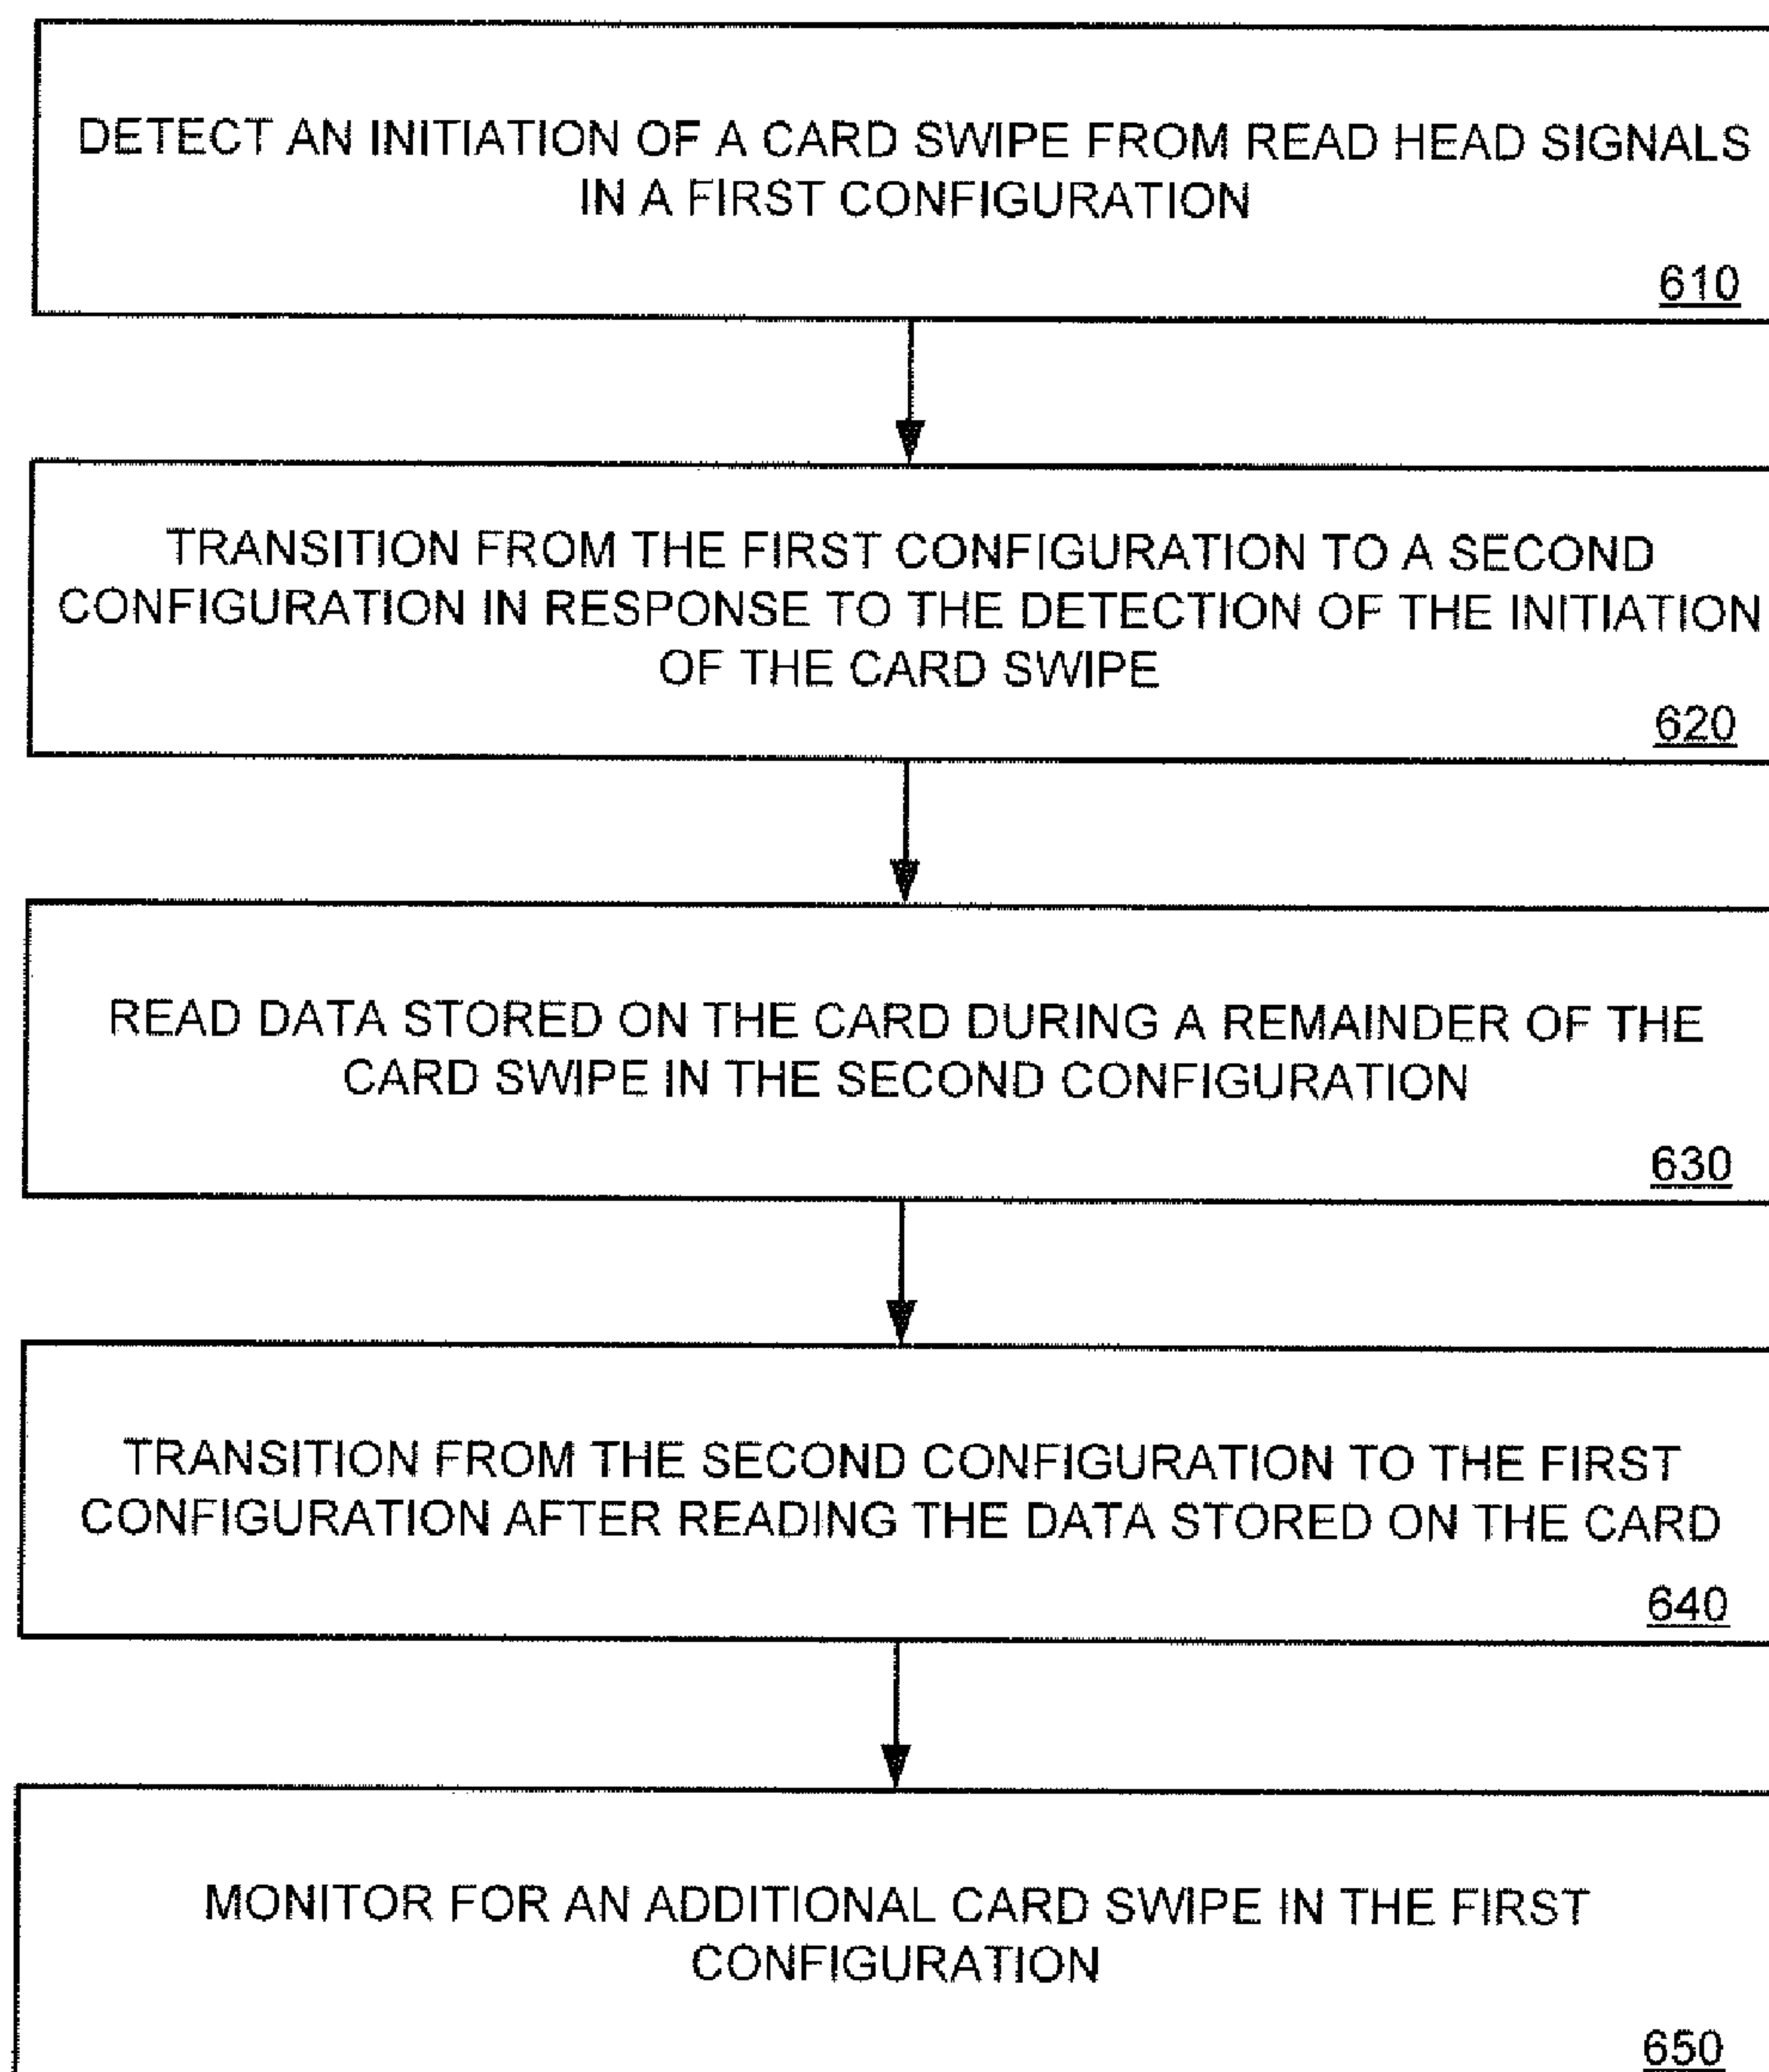 DETECT AN INITIATION OF A CARD SWIPE FROM READ HEAD SIGNALS
IN A FIRST CONFIGURATION
610
TRANSITION FROM THE FIRST CONFIGURATION TO A SECOND
CONFIGURATION IN RESPONSE TO THE DETECTION OF THE INITIATION
OF THE CARD SWIPE
620
READ DATA STORED ON THE CARD DURING A REMAINDER OF THE
CARD SWIPE IN THE SECOND CONFIGURATION
630
TRANSITION FROM THE SECOND CONFIGURATION TO THE FIRST
CONFIGURATION AFTER READING THE DATA STORED ON THE CARD
640
MONITOR FOR AN ADDITIONAL CARD SWIPE IN THE FIRST
CONFIGURATION
650